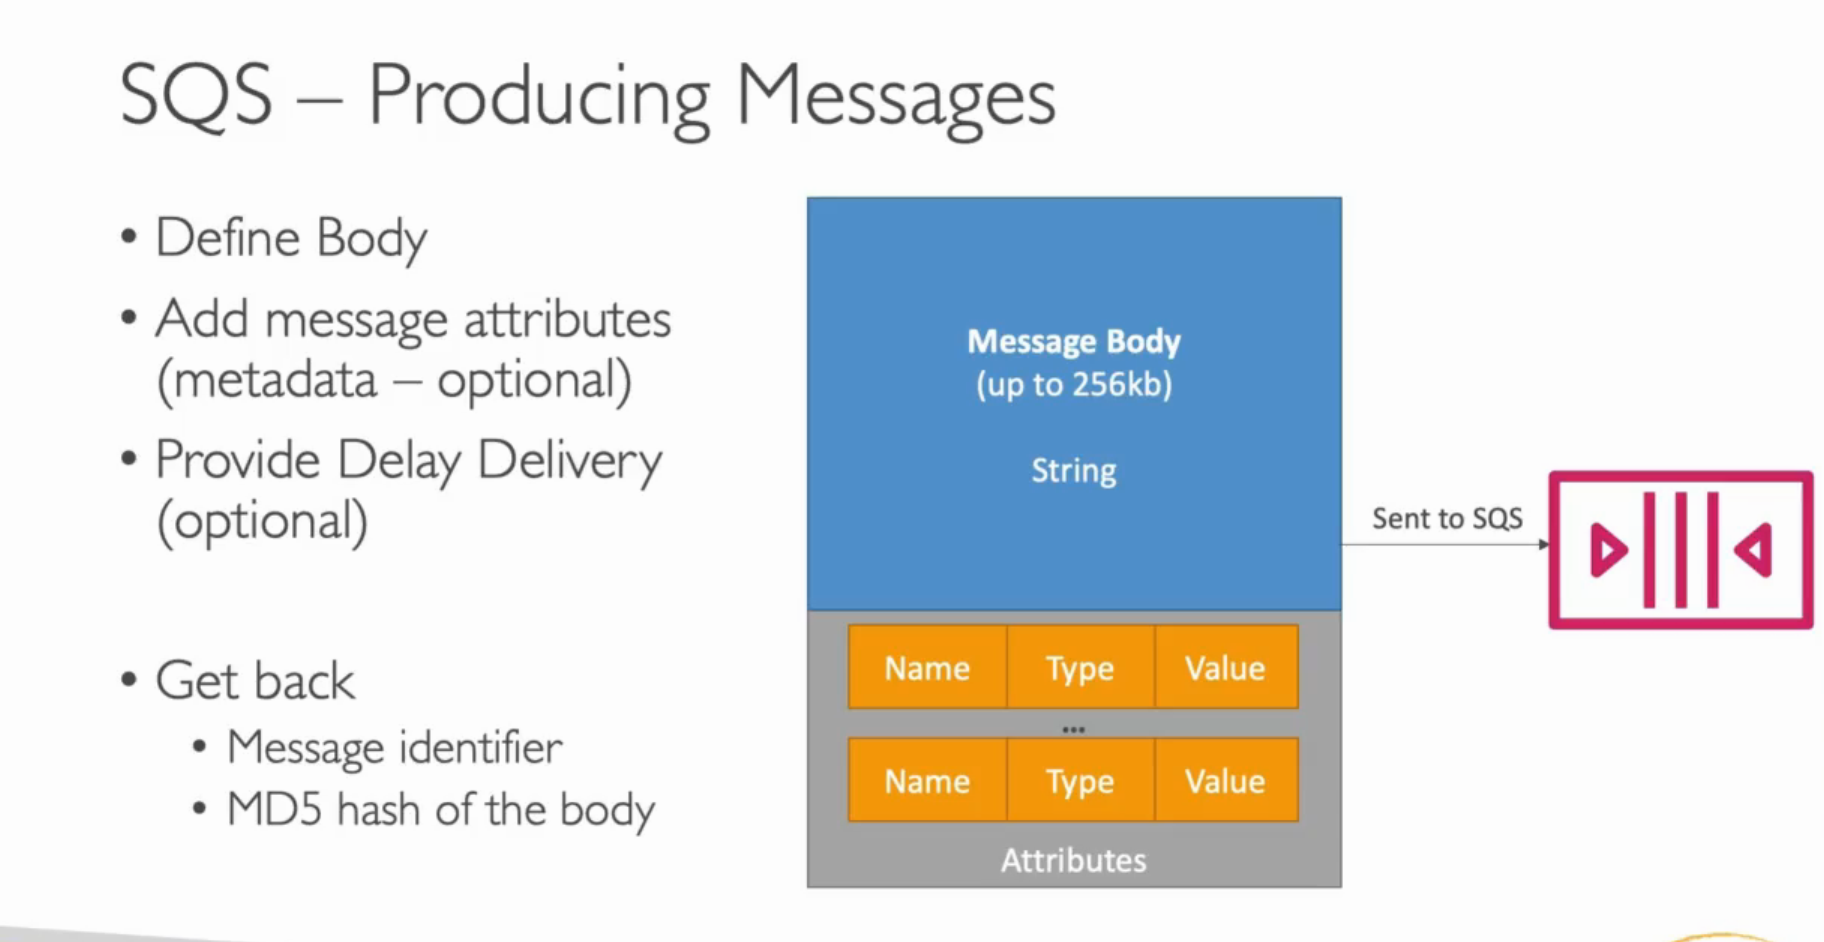 SQS – Producing Messages
• Define Body
• Add message attributes
(metadata – optional)
• Provide Delay Delivery
(optional)
• Get back
• Message identifier
• MD5 hash of the body
Message Body
(up to 256kb)
String
Name Type Value
...
Name Type Value
Attributes
Sent to SQS